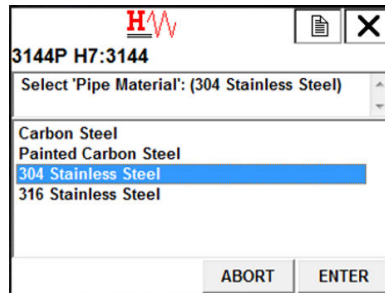 H
3144P H7:3144
Select 'Pipe Material': (304 Stainless Steel)
Carbon Steel
Painted Carbon Steel
304 Stainless Steel
316 Stainless Steel
ABORT ENTER